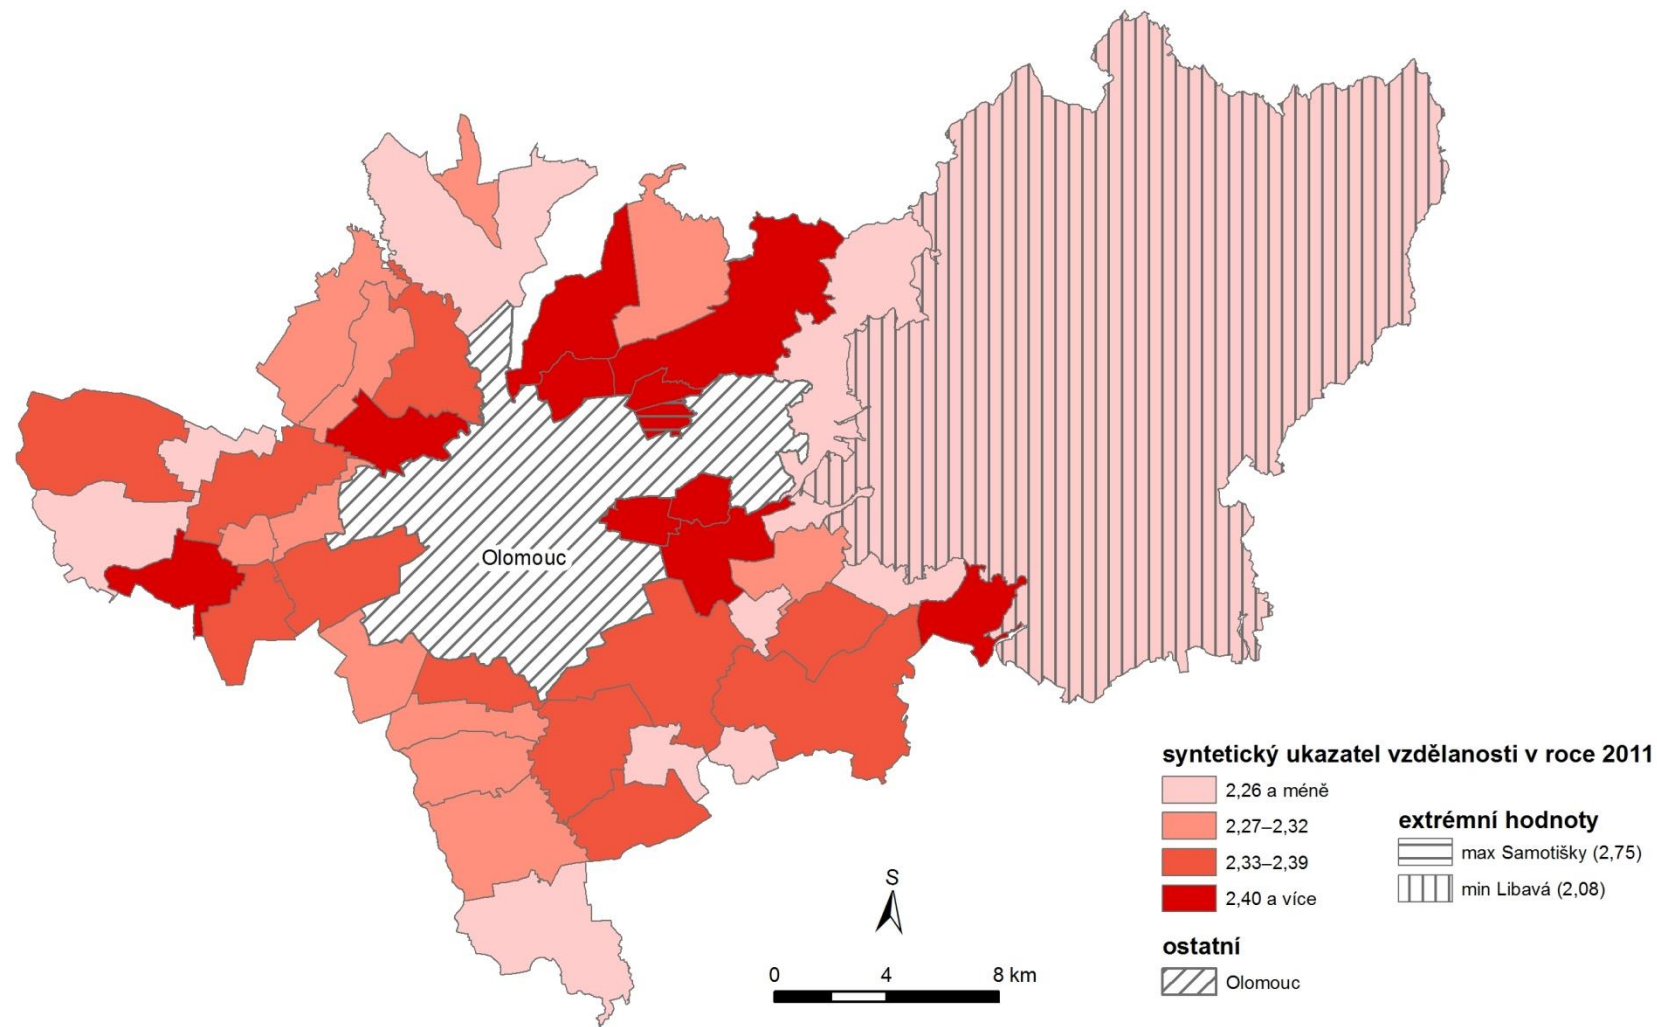 Olomouc
syntetický ukazatel vzdělanosti v roce 2011
2,26 a méně
2,27–2,32
2,33–2,39
2,40 a více
extrémní hodnoty
max Samotišky (2,75)
min Libavá (2,08)
ostatní
Olomouc
S
0 4 8 km